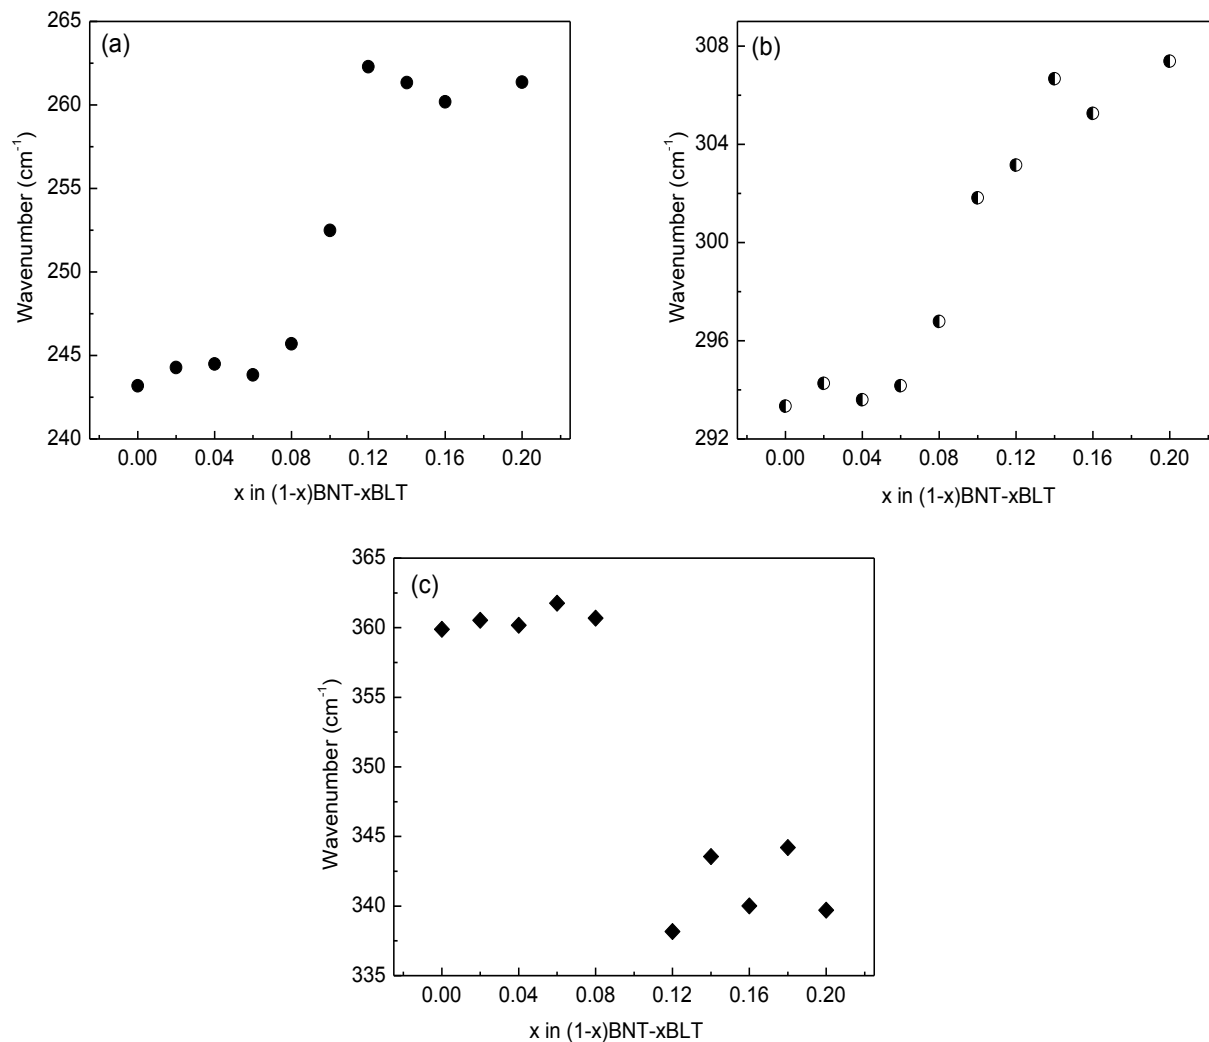 (a)
265
260
255
250
245
240
Wavenumber (cm⁻¹)
0.00 0.04 0.08 0.12 0.16 0.20
x in (1-x)BNT-xBLT
(b)
308
304
300
296
292
Wavenumber (cm⁻¹)
0.00 0.04 0.08 0.12 0.16 0.20
x in (1-x)BNT-xBLT
(c)
365
360
355
350
345
340
335
Wavenumber (cm⁻¹)
0.00 0.04 0.08 0.12 0.16 0.20
x in (1-x)BNT-xBLT